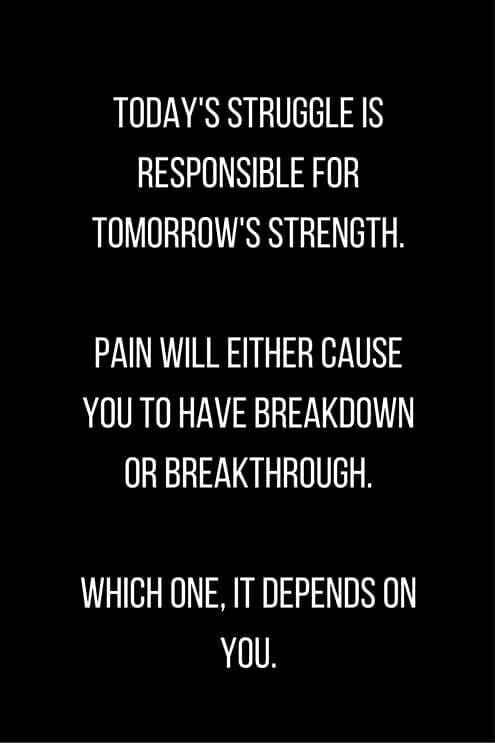 TODAY'S STRUGGLE IS
RESPONSIBLE FOR
TOMORROW'S STRENGTH.
PAIN WILL EITHER CAUSE
YOU TO HAVE BREAKDOWN
OR BREAKTHROUGH.
WHICH ONE, IT DEPENDS ON
YOU.